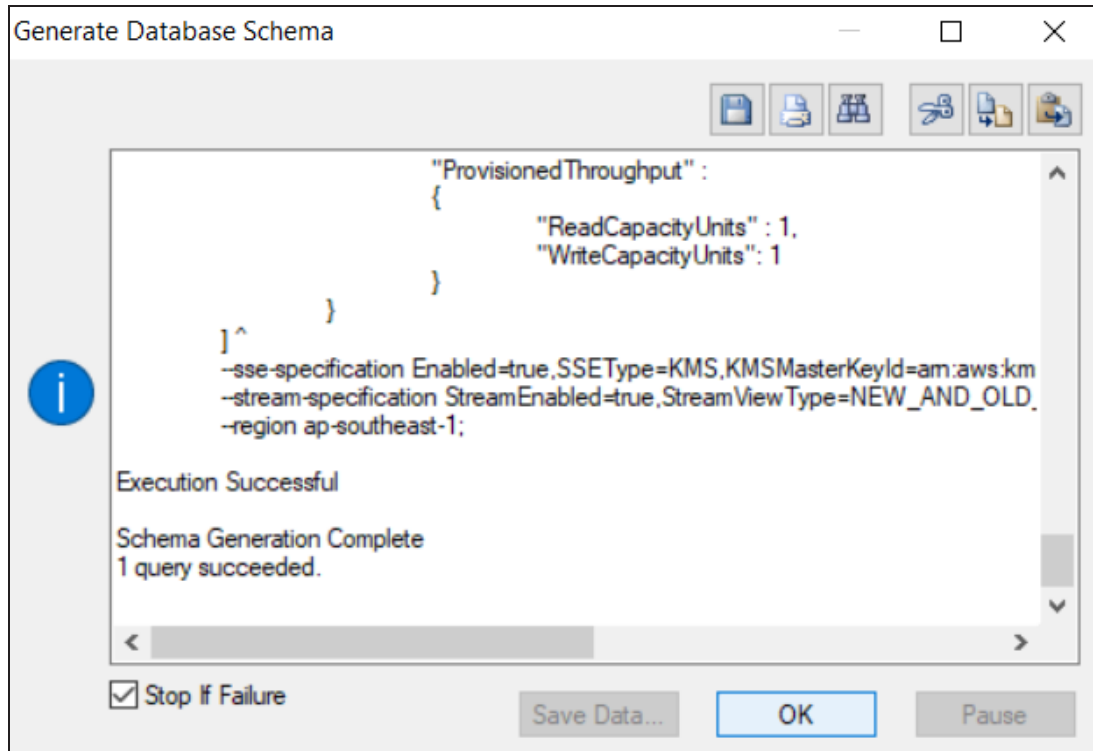 Generate Database Schema
"ProvisionedThroughput" :
{
"ReadCapacityUnits" : 1,
"WriteCapacityUnits": 1
}
}
] ^
--sse-specification Enabled=true,SSEType=KMS,KMSMasterKeyId=arn:aws:km
--stream-specification StreamEnabled=true,StreamViewType=NEW_AND_OLD_
--region ap-southeast-1;
Execution Successful
Schema Generation Complete
1 query succeeded.
Stop If Failure
Save Data...
OK
Pause